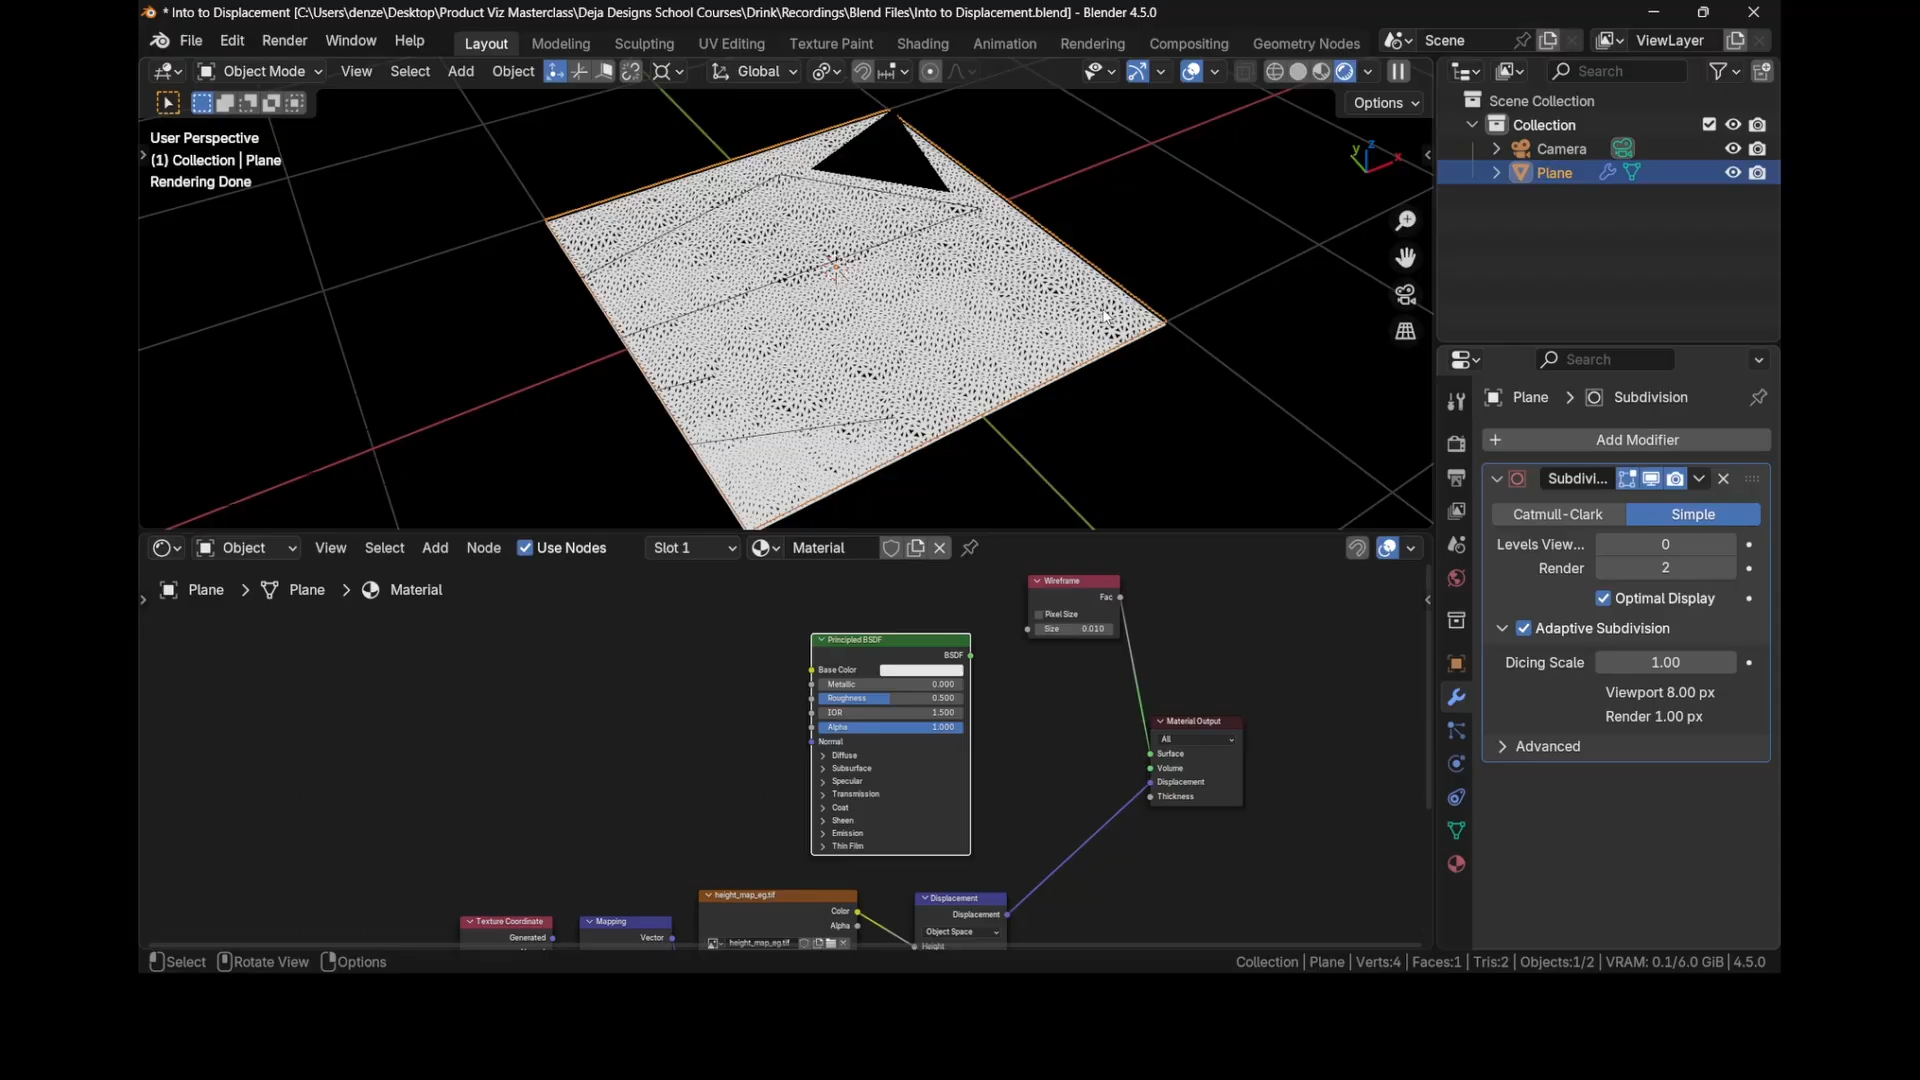 * Into to Displacement [C:\Users\denze\Desktop\Product Viz Masterclass\Deja Designs School Courses\Drink\Recordings\Blend Files\Into to Displacement.blend] - Blender 4.5.0
File Edit Render Window Help Layout Modeling Sculpting UV Editing Texture Paint Shading Animation Rendering Compositing Geometry Nodes Scene ViewLayer
Object Mode View Select Add Object Global Search
Options
User Perspective
(1) Collection | Plane
Rendering Done
Y Z X
Scene Collection
Collection
Camera
Plane
Search
Plane > Subdivision
+ Add Modifier
Subdivi...
Catmull-Clark Simple
Levels View... 0
Render 2
Optimal Display
Adaptive Subdivision
Dicing Scale 1.00
Viewport 8.00 px
Render 1.00 px
Advanced
Object View Select Add Node Use Nodes Slot 1 Material
Plane > Plane > Material
Wireframe
Fac
Pixel Size
Size 0.010
Principled BSDF
BSDF
Base Color
Metallic 0.000
Roughness 0.500
IOR 1.500
Alpha 1.000
Normal
Diffuse
Subsurface
Specular
Transmission
Coat
Sheen
Emission
Thin Film
Material Output
All
Surface
Volume
Displacement
Thickness
Texture Coordinate
Generated
Mapping
Vector
height_map_eg.tif
Color
Alpha
height_map_eg.tif
Displacement
Displacement
Object Space
Height
Select Rotate View Options
Collection | Plane | Verts:4 | Faces:1 | Tris:2 | Objects:1/2 | VRAM: 0.1/6.0 GiB | 4.5.0